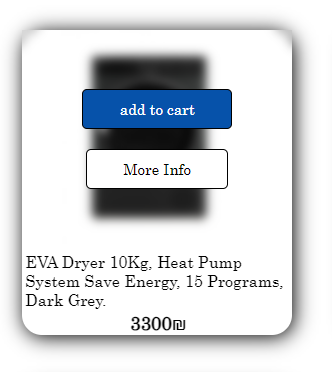 add to cart
More Info
EVA Dryer 10Kg, Heat Pump
System Save Energy, 15 Programs,
Dark Grey.
3300₪